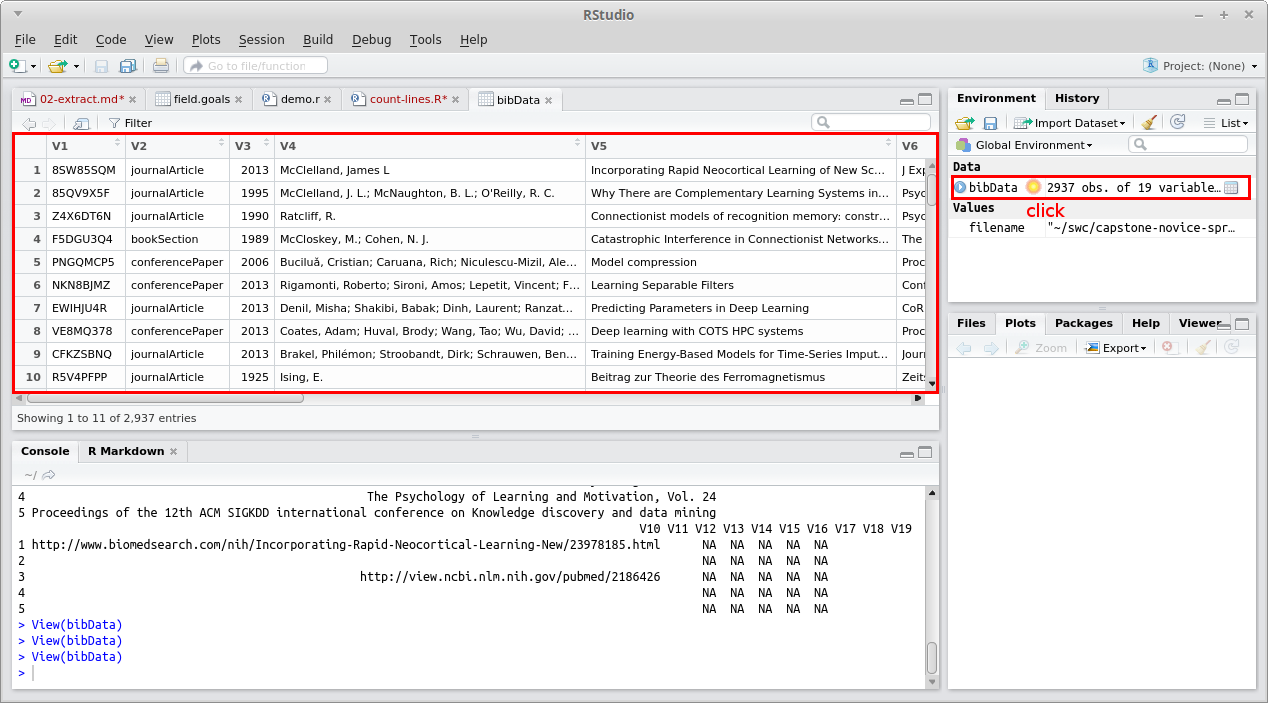 RStudio
File Edit Code View Plots Session Build Debug Tools Help
Go to file/function Project: (None)
02-extract.md* field.goals demo.r count-lines.R* bibData
Filter
V1 V2 V3 V4 V5 V6
1 8SW85SQM journalArticle 2013 McClelland, James L Incorporating Rapid Neocortical Learning of New Sc... J Exp
2 85QV9X5F journalArticle 1995 McClelland, J. L.; McNaughton, B. L.; O'Reilly, R. C. Why There are Complementary Learning Systems in... Psyc
3 Z4X6DT6N journalArticle 1990 Ratcliff, R. Connectionist models of recognition memory: constr... Psyc
4 F5DGU3Q4 bookSection 1989 McCloskey, M.; Cohen, N. J. Catastrophic Interference in Connectionist Networks... The
5 PNGQMCP5 conferencePaper 2006 Buciluǎ, Cristian; Caruana, Rich; Niculescu-Mizil, Ale... Model compression Proc
6 NKN8BJMZ conferencePaper 2013 Rigamonti, Roberto; Sironi, Amos; Lepetit, Vincent; F... Learning Separable Filters Conf
7 EWIHJU4R journalArticle 2013 Denil, Misha; Shakibi, Babak; Dinh, Laurent; Ranzat... Predicting Parameters in Deep Learning CoR
8 VE8MQ378 conferencePaper 2013 Coates, Adam; Huval, Brody; Wang, Tao; Wu, David; ... Deep learning with COTS HPC systems Proc
9 CFKZSBNQ journalArticle 2013 Brakel, Philémon; Stroobandt, Dirk; Schrauwen, Ben... Training Energy-Based Models for Time-Series Imput... Jour
10 R5V4PFPP journalArticle 1925 Ising, E. Beitrag zur Theorie des Ferromagnetismus Zeits
Showing 1 to 11 of 2,937 entries
Console R Markdown
~/
4 The Psychology of Learning and Motivation, Vol. 24
5 Proceedings of the 12th ACM SIGKDD international conference on Knowledge discovery and data mining
V10 V11 V12 V13 V14 V15 V16 V17 V18 V19
1 http://www.biomedsearch.com/nih/Incorporating-Rapid-Neocortical-Learning-New/23978185.html NA NA NA NA NA
2 NA NA NA NA NA
3 http://view.ncbi.nlm.nih.gov/pubmed/2186426 NA NA NA NA NA
4 NA NA NA NA NA
5 NA NA NA NA NA
> View(bibData)
> View(bibData)
> View(bibData)
>
Environment History
Import Dataset List
Global Environment
Data
bibData 2937 obs. of 19 variable...
Values click
filename "~/swc/capstone-novice-spr...
Files Plots Packages Help Viewer
Zoom Export